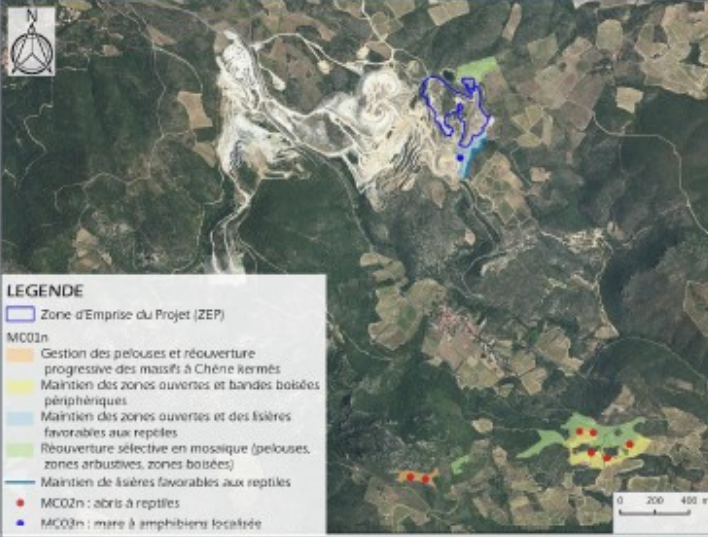 N
LEGENDE
Zone d'Emprise du Projet (ZEP)
MC01n
Gestion des pelouses et réouverture
progressive des massifs à Chêne kermès
Maintien des zones ouvertes et bandes boisées
périphériques
Maintien des zones ouvertes et des lisières
favorables aux reptiles
Réouverture sélective en mosaïque (pelouses,
zones arbustives, zones boisées)
Maintien de lisières favorables aux reptiles
MC02n : abris à reptiles
MC03n : mare à amphibiens localisée
0 200 400 m